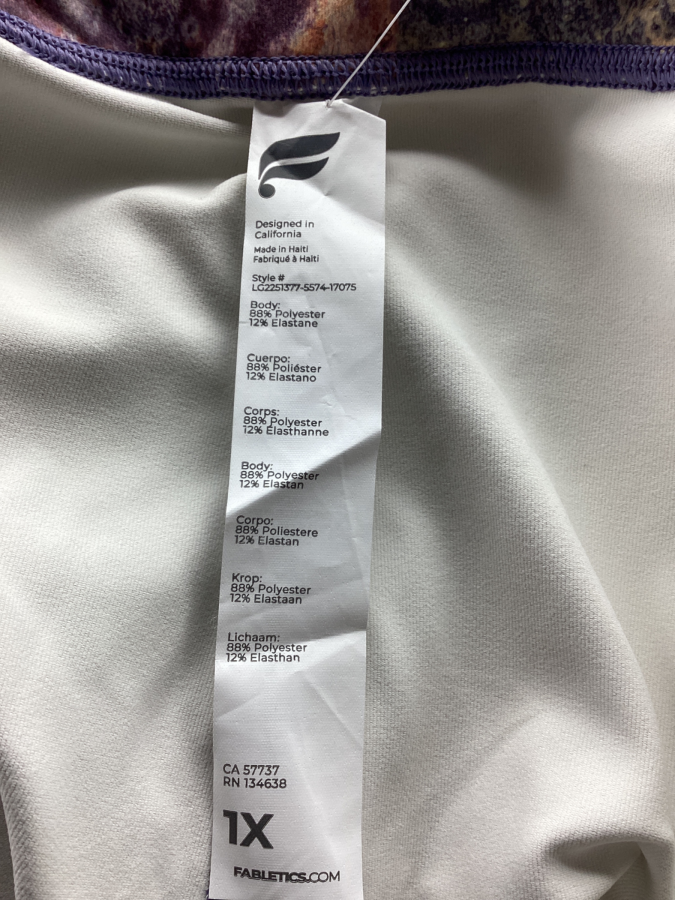 Designed in
California
Made in Haiti
Fabriqué à Haiti
Style #
LG2251377-5574-17075
Body:
88% Polyester
12% Elastane
Cuerpo:
88% Poliéster
12% Elastano
Corps:
88% Polyester
12% Élasthanne
Body:
88% Polyester
12% Elastan
Corpo:
88% Poliestere
12% Elastan
Krop:
88% Polyester
12% Elastaan
Lichaam:
88% Polyester
12% Elasthan
CA 57737
RN 134638
1X
FABLETICS.COM